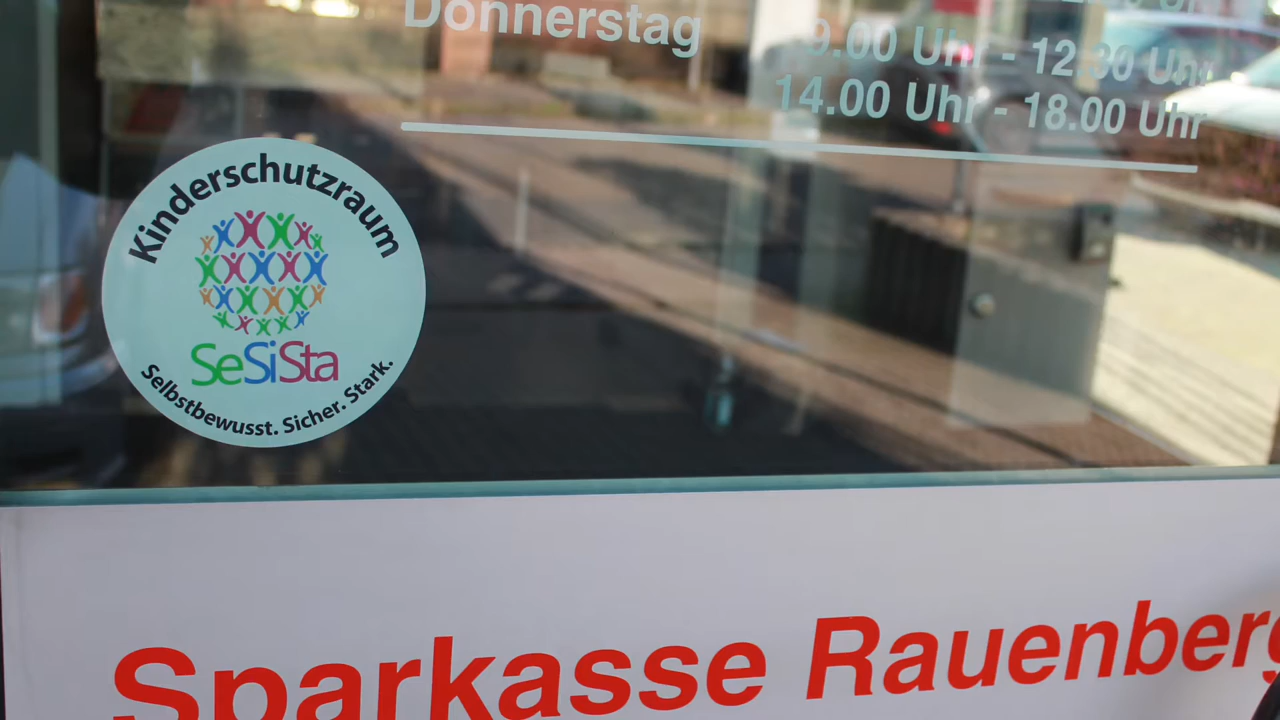 Donnerstag
9.00 Uhr - 12.30 Uhr
14.00 Uhr - 18.00 Uhr
Kinderschutzraum
SeSiSta
Selbstbewusst. Sicher. Stark.
Sparkasse Rauenberg